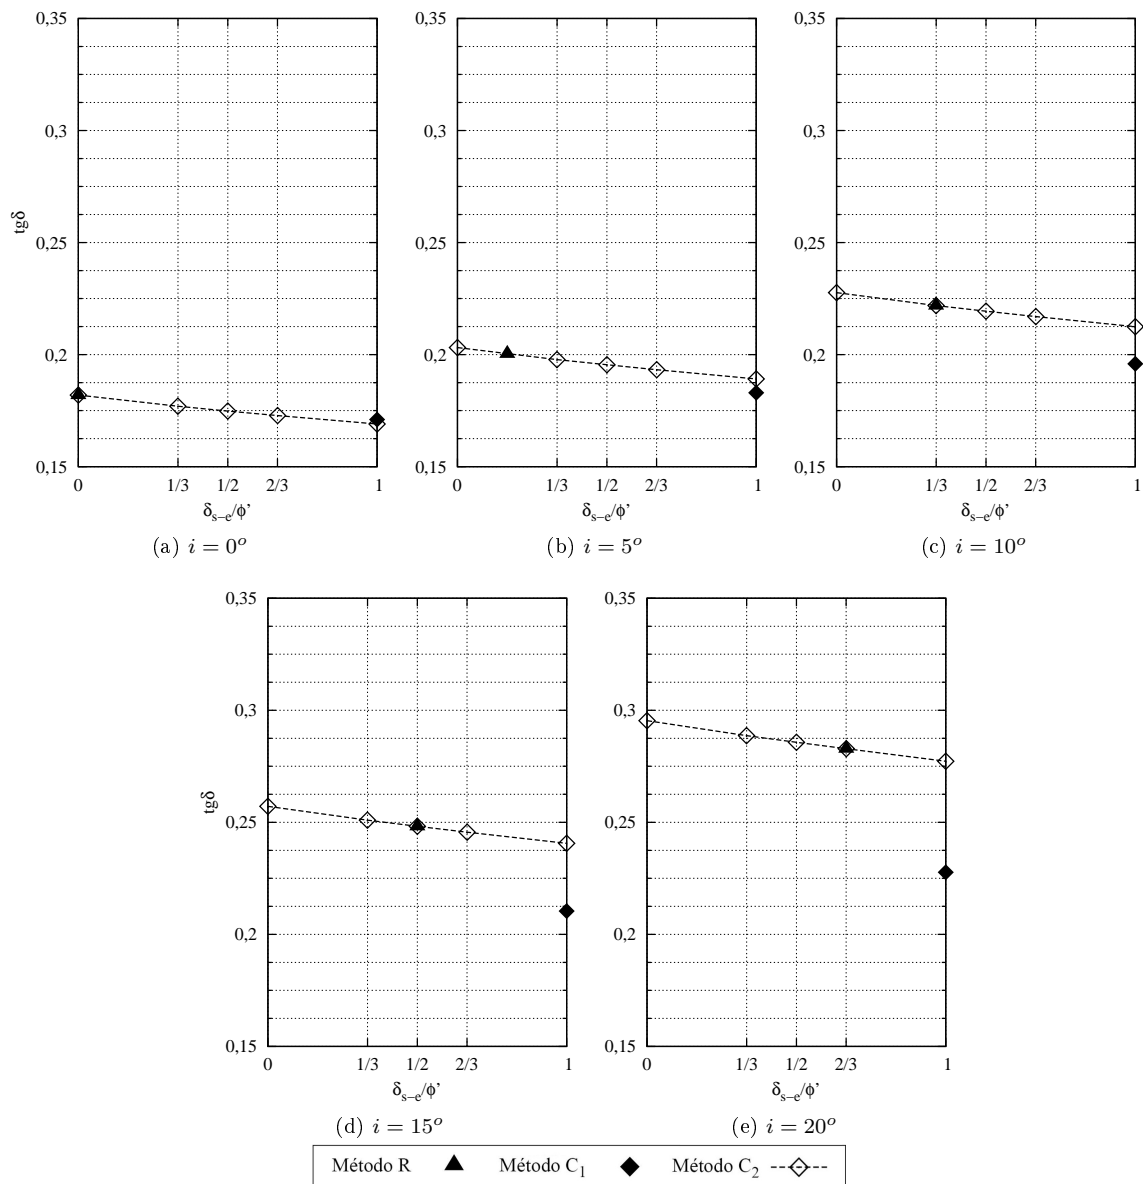 0,35 0,35 0,35
0,3 0,3 0,3
0,25 0,25 0,25
tgδ
0,2 0,2 0,2
0,15 0,15 0,15
0 1/3 1/2 2/3 1 0 1/3 1/2 2/3 1 0 1/3 1/2 2/3 1
δs–e/ϕ' δs–e/ϕ' δs–e/ϕ'
(a) i = 0o (b) i = 5o (c) i = 10o
0,35 0,35
0,3 0,3
tgδ
0,25 0,25
0,2 0,2
0,15 0,15
0 1/3 1/2 2/3 1 0 1/3 1/2 2/3 1
δs–e/ϕ' δs–e/ϕ'
(d) i = 15o (e) i = 20o
Método R Método C1 Método C2